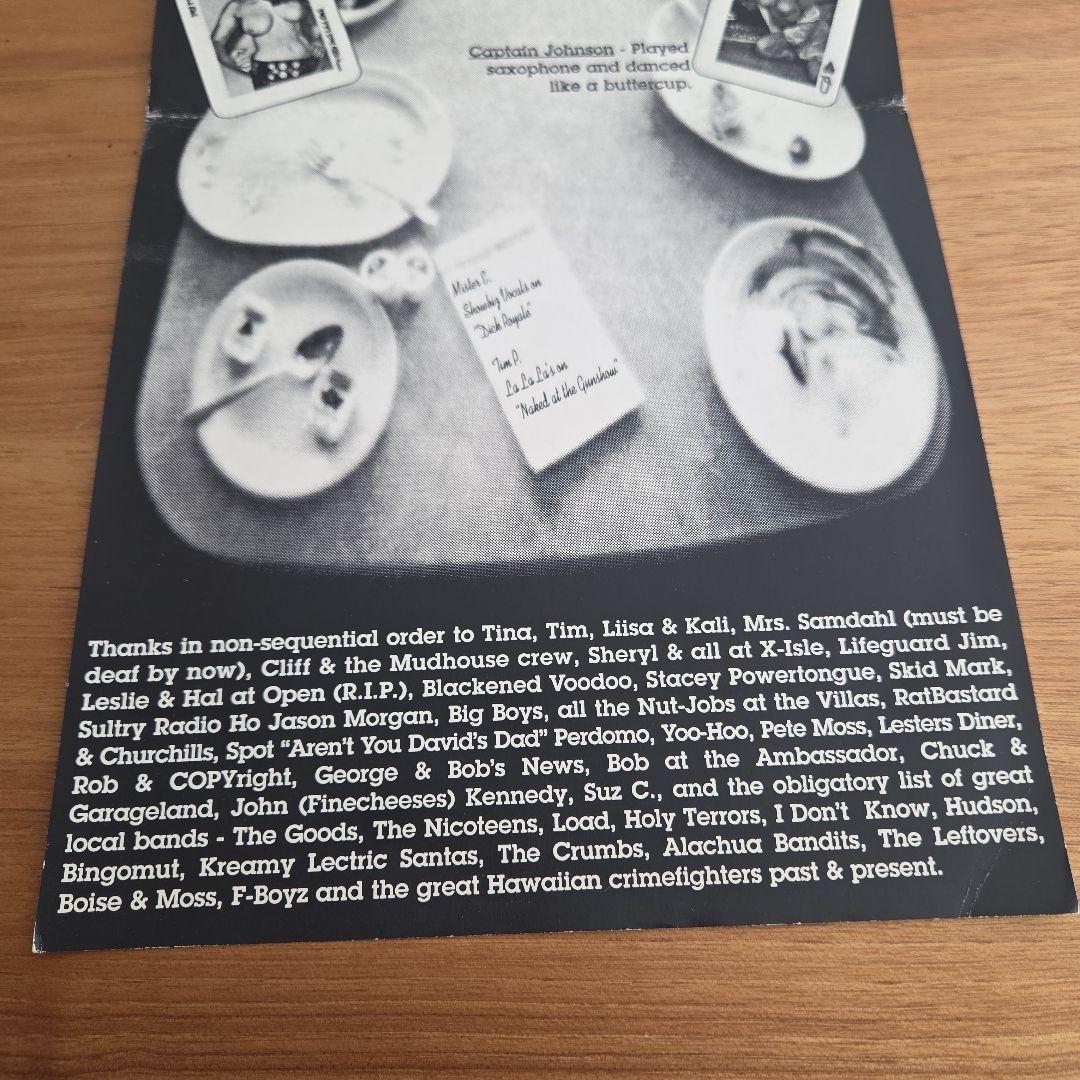 Captain Johnson - Played
saxophone and danced
like a buttercup.
Q
Mister E.
Showbig Vocals on
"Dick Royale"
Tim P.
La La La's on
"Naked at the Gunshow"
Thanks in non-sequential order to Tina, Tim, Liisa & Kali, Mrs. Samdahl (must be
deaf by now), Cliff & the Mudhouse crew, Sheryl & all at X-Isle, Lifeguard Jim,
Leslie & Hal at Open (R.I.P.), Blackened Voodoo, Stacey Powertongue, Skid Mark,
Sultry Radio Ho Jason Morgan, Big Boys, all the Nut-Jobs at the Villas, RatBastard
& Churchills, Spot "Aren't You David's Dad" Perdomo, Yoo-Hoo, Pete Moss, Lesters Diner,
Rob & COPYright, George & Bob's News, Bob at the Ambassador, Chuck &
Garageland, John (Finecheeses) Kennedy, Suz C., and the obligatory list of great
local bands - The Goods, The Nicoteens, Load, Holy Terrors, I Don't Know, Hudson,
Bingomut, Kreamy Lectric Santas, The Crumbs, Alachua Bandits, The Leftovers,
Boise & Moss, F-Boyz and the great Hawaiian crimefighters past & present.